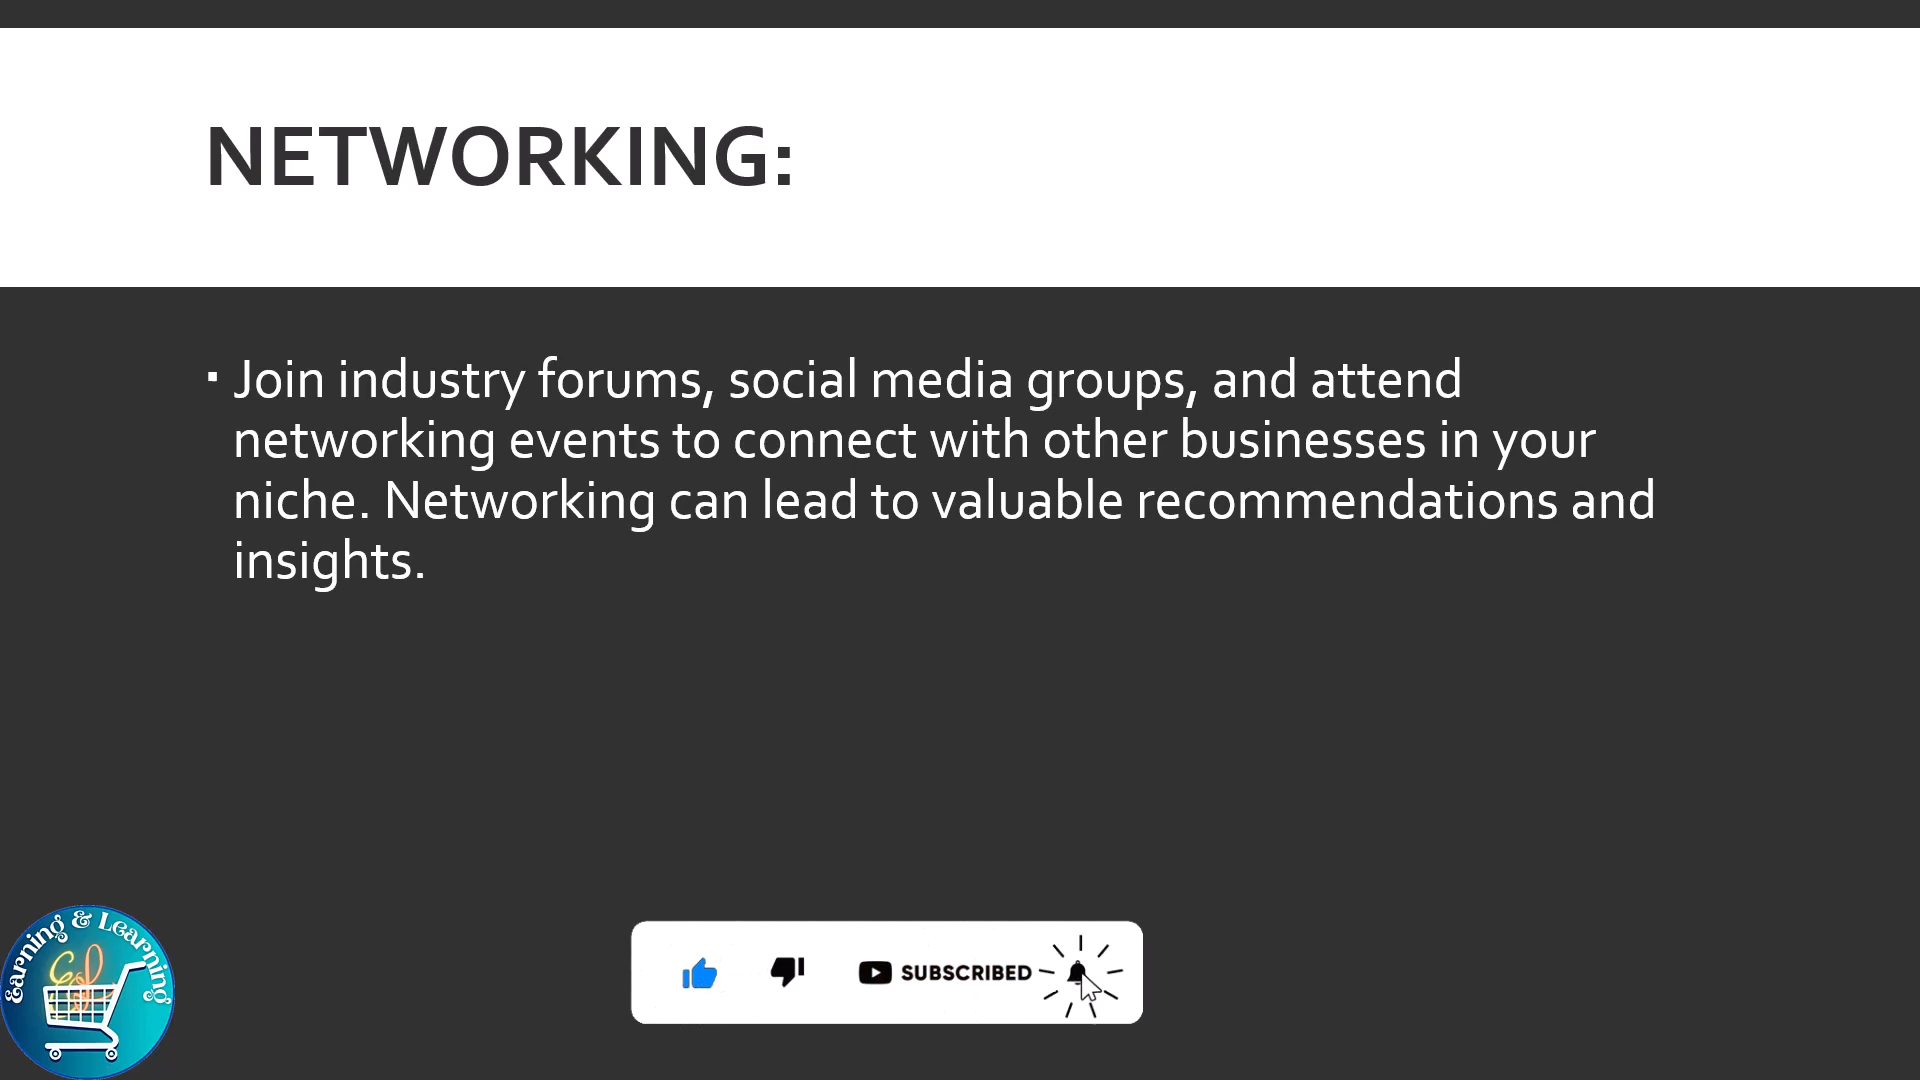 NETWORKING:
▪ Join industry forums, social media groups, and attend
networking events to connect with other businesses in your
niche. Networking can lead to valuable recommendations and
insights.
Earning & Learning
SUBSCRIBED